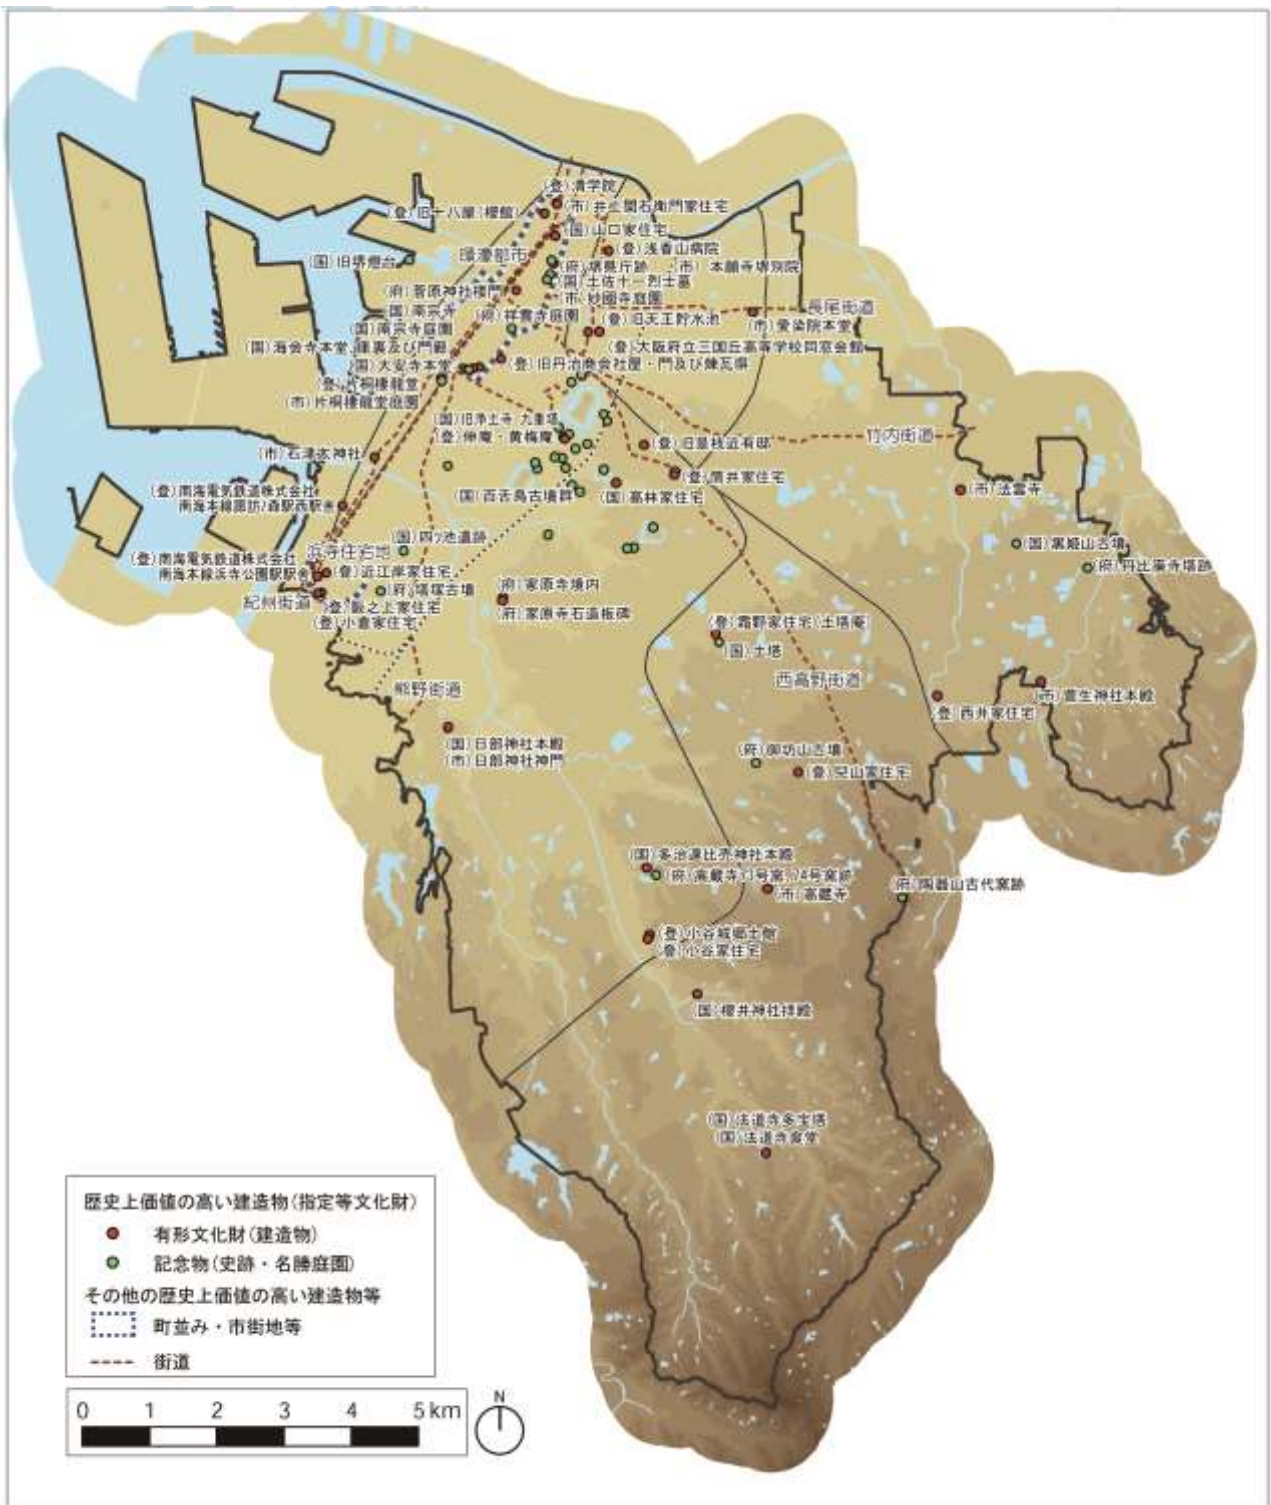 (登)清学院
(市)井上関右衛門家住宅
(登)旧十八屋(櫻館)
(国)山口家住宅
(登)浅香山病院
環濠都市
(国)旧堺燈台
(府)堺県庁跡
(市)本願寺堺別院
(国)土佐十一烈士墓
(市)妙國寺庭園
(府)菅原神社楼門
(国)南宗寺
(府)祥雲寺庭園
長尾街道
(国)南宗寺庭園
(登)旧天王貯水池
(市)愛染院本堂
(国)海会寺本堂、庫裏及び門廊
(登)大阪府立三国丘高等学校同窓会館
(国)大安寺本堂
(登)旧丹治商会社屋・門及び煉瓦塀
(登)片桐棲龍堂
(市)片桐棲龍堂庭園
(国)旧浄土寺九重塔
(登)伸庵・黄梅庵
竹内街道
(市)石津太神社
(登)筒井家住宅
(登)南海電気鉄道株式会社
南海本線諏訪ノ森駅西駅舎
(国)百舌鳥古墳群
(国)高林家住宅
(市)法雲寺
(国)四ツ池遺跡
(国)黒姫山古墳
浜寺住宅地
(登)南海電気鉄道株式会社
南海本線浜寺公園駅駅舎
(登)近江岸家住宅
(府)丹比廃寺塔跡
(府)塔塚古墳
(府)家原寺境内
紀州街道
(登)阪之上家住宅
(府)家原寺石造板碑
(登)小倉家住宅
(登)霜野家住宅(土塔庵)
(国)土塔
西高野街道
熊野街道
(市)菅生神社本殿
(登)西井家住宅
(国)日部神社本殿
(市)日部神社神門
(府)御坊山古墳
(登)兒山家住宅
(国)多治速比売神社本殿
(府)高蔵寺73号窯、74号窯跡
(市)高蔵寺
(府)陶器山古代窯跡
(登)小谷城郷土館
(登)小谷家住宅
(国)櫻井神社拝殿
(国)法道寺多宝塔
(国)法道寺食堂
歴史上価値の高い建造物(指定等文化財)
有形文化財(建造物)
記念物(史跡・名勝庭園)
その他の歴史上価値の高い建造物等
町並み・市街地等
街道
0 1 2 3 4 5km
N